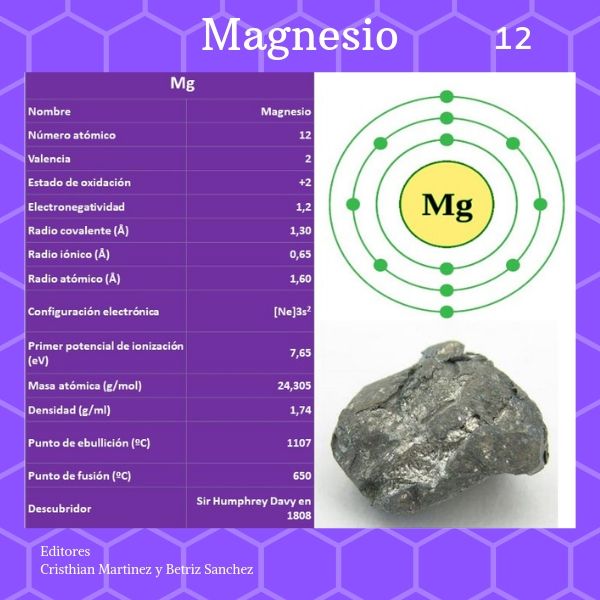 Magnesio 12
Mg
Nombre Magnesio
Número atómico 12
Valencia 2
Estado de oxidación +2
Electronegatividad 1,2
Radio covalente (Å) 1,30
Radio iónico (Å) 0,65
Radio atómico (Å) 1,60
Configuración electrónica [Ne]3s²
Primer potencial de ionización
(eV) 7,65
Masa atómica (g/mol) 24,305
Densidad (g/ml) 1,74
Punto de ebullición (ºC) 1107
Punto de fusión (ºC) 650
Descubridor Sir Humphrey Davy en
1808
Mg
Editores
Cristhian Martinez y Betriz Sanchez